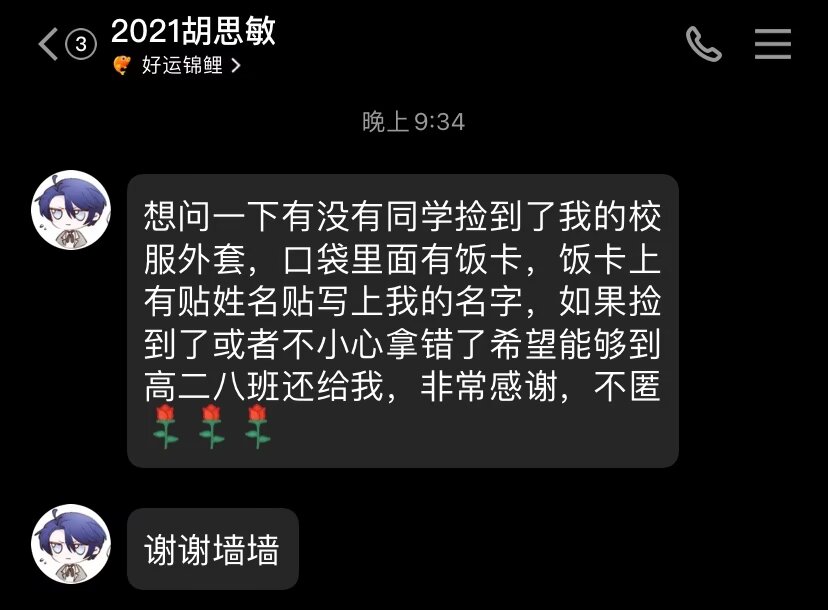 3
2021胡思敏
好运锦鲤
晚上 9:34
想问一下有没有同学捡到了我的校
服外套，口袋里面有饭卡，饭卡上
有贴姓名贴写上我的名字，如果捡
到了或者不小心拿错了希望能够到
高二八班还给我，非常感谢，不匿
🌹🌹🌹
谢谢墙墙